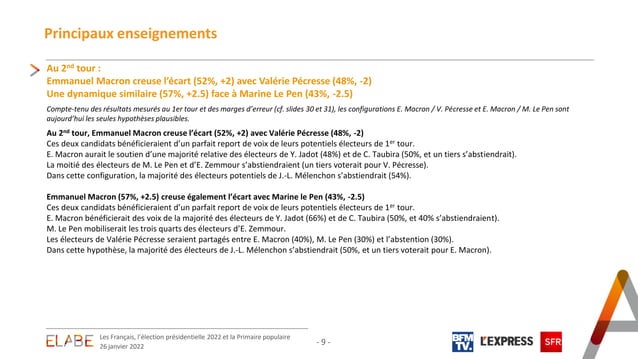 Principaux enseignements
Au 2nd tour :
Emmanuel Macron creuse l’écart (52%, +2) avec Valérie Pécresse (48%, -2)
Une dynamique similaire (57%, +2.5) face à Marine Le Pen (43%, -2.5)
Compte-tenu des résultats mesurés au 1er tour et des marges d’erreur (cf. slides 30 et 31), les configurations E. Macron / V. Pécresse et E. Macron / M. Le Pen sont
aujourd’hui les seules hypothèses plausibles.
Au 2nd tour, Emmanuel Macron creuse l’écart (52%, +2) avec Valérie Pécresse (48%, -2)
Ces deux candidats bénéficieraient d’un parfait report de voix de leurs potentiels électeurs de 1er tour.
E. Macron aurait le soutien d’une majorité relative des électeurs de Y. Jadot (48%) et de C. Taubira (50%, et un tiers s’abstiendrait).
La moitié des électeurs de M. Le Pen et d’E. Zemmour s’abstiendraient (un tiers voterait pour V. Pécresse).
Dans cette configuration, la majorité des électeurs potentiels de J.-L. Mélenchon s’abstiendrait (54%).
Emmanuel Macron (57%, +2.5) creuse également l’écart avec Marine le Pen (43%, -2.5)
Ces deux candidats bénéficieraient d’un parfait report de voix de leurs potentiels électeurs de 1er tour.
E. Macron bénéficierait des voix de la majorité des électeurs de Y. Jadot (66%) et de C. Taubira (50%, et 40% s’abstiendraient).
M. Le Pen mobiliserait les trois quarts des électeurs d’E. Zemmour.
Les électeurs de Valérie Pécresse seraient partagés entre E. Macron (40%), M. Le Pen (30%) et l’abstention (30%).
Dans cette hypothèse, la majorité des électeurs de J.-L. Mélenchon s’abstiendrait (50%, et un tiers voterait pour E. Macron).
ELABE
Les Français, l’élection présidentielle 2022 et la Primaire populaire
26 janvier 2022
- 9 -
BFM
TV.
L'EXPRESS
SFR